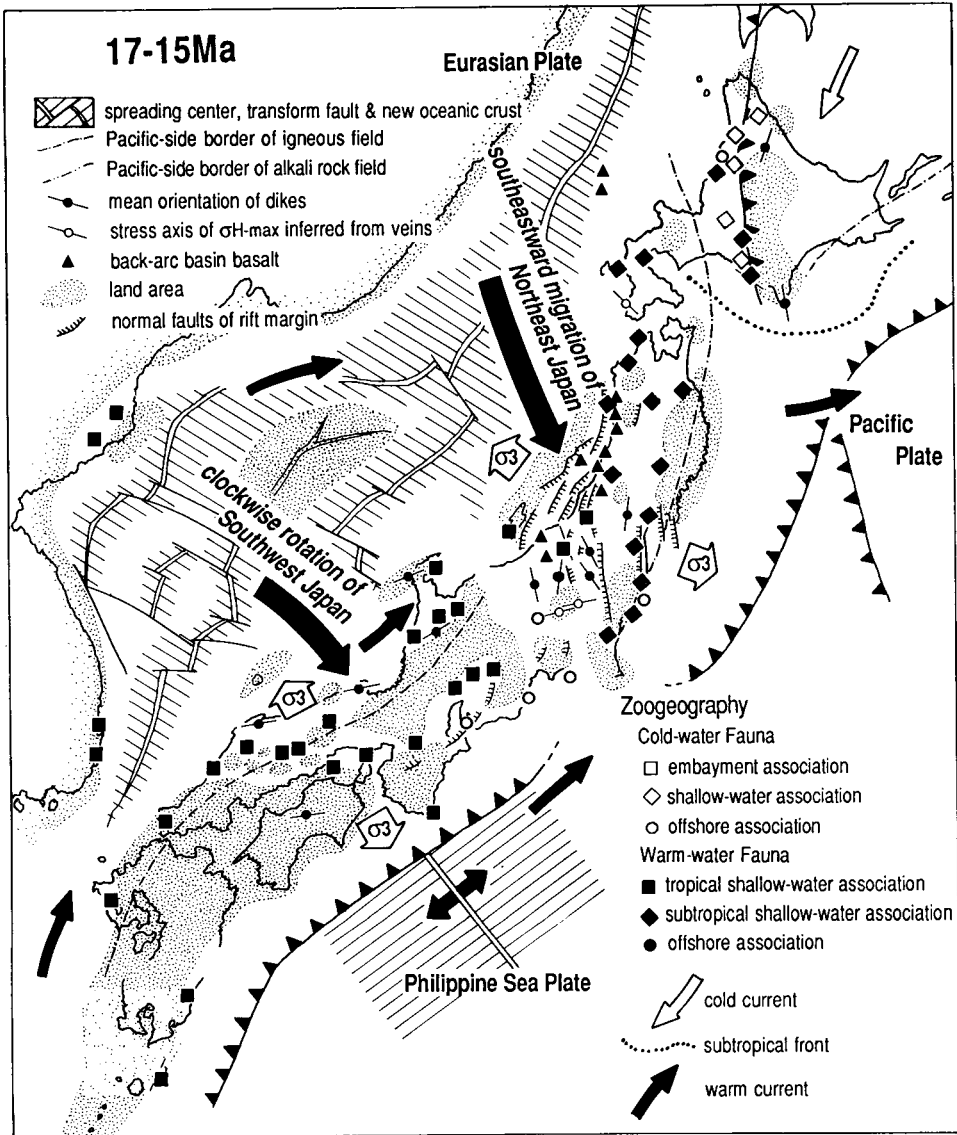 17-15Ma
Eurasian Plate
spreading center, transform fault & new oceanic crust
Pacific-side border of igneous field
Pacific-side border of alkali rock field
mean orientation of dikes
stress axis of σH-max inferred from veins
back-arc basin basalt
land area
normal faults of rift margin
southeastward migration of
Northeast Japan
Pacific
Plate
σ3
clockwise rotation of
Southwest Japan
σ3
σ3
σ3
Zoogeography
Cold-water Fauna
embayment association
shallow-water association
offshore association
Warm-water Fauna
tropical shallow-water association
subtropical shallow-water association
offshore association
Philippine Sea Plate
cold current
subtropical front
warm current